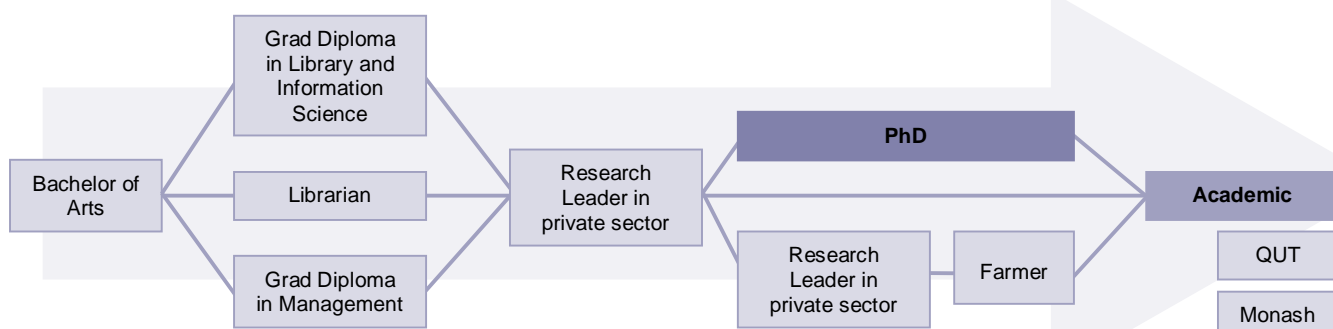 Bachelor of
Arts
Grad Diploma
in Library and
Information
Science
Librarian
Grad Diploma
in Management
Research
Leader in
private sector
PhD
Research
Leader in
private sector
Farmer
Academic
QUT
Monash